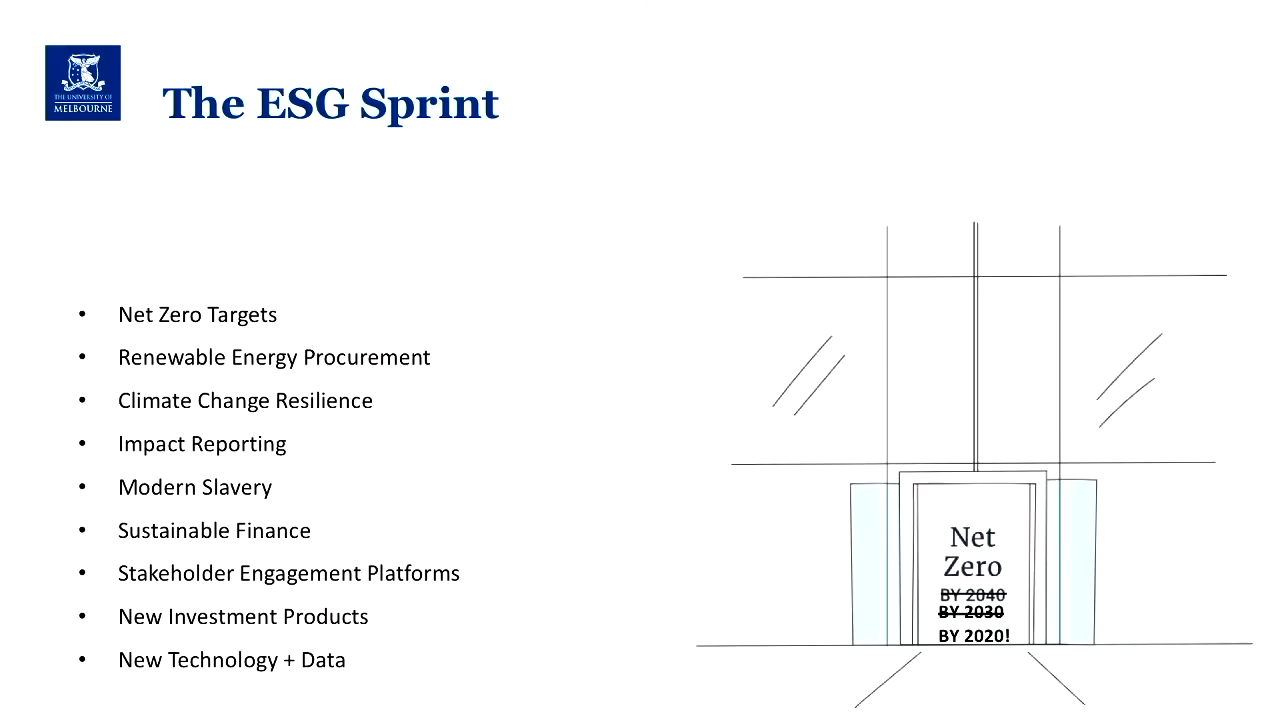 THE UNIVERSITY OF
MELBOURNE
The ESG Sprint
• Net Zero Targets
• Renewable Energy Procurement
• Climate Change Resilience
• Impact Reporting
• Modern Slavery
• Sustainable Finance
• Stakeholder Engagement Platforms
• New Investment Products
• New Technology + Data
Net
Zero
BY 2040
BY 2030
BY 2020!